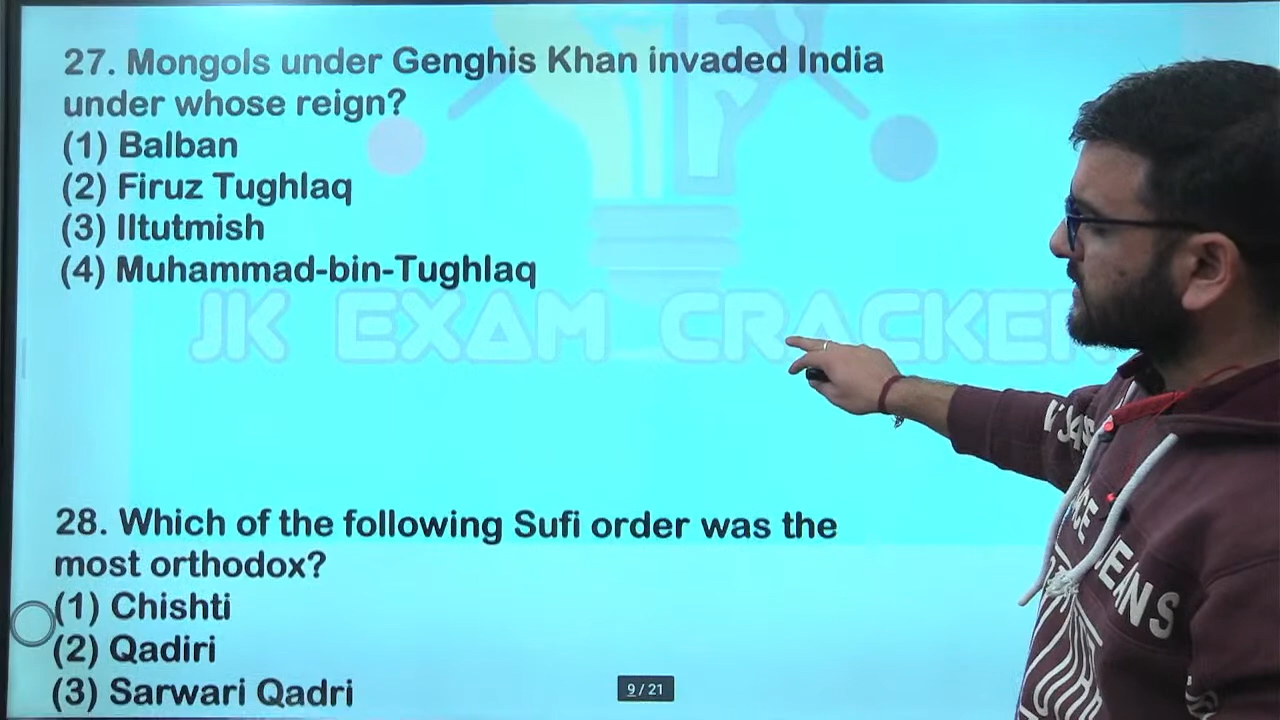 27. Mongols under Genghis Khan invaded India
under whose reign?
(1) Balban
(2) Firuz Tughlaq
(3) Iltutmish
(4) Muhammad-bin-Tughlaq
JK EXAM CRACKER
28. Which of the following Sufi order was the
most orthodox?
(1) Chishti
(2) Qadiri
(3) Sarwari Qadri
9 / 21
JEANS